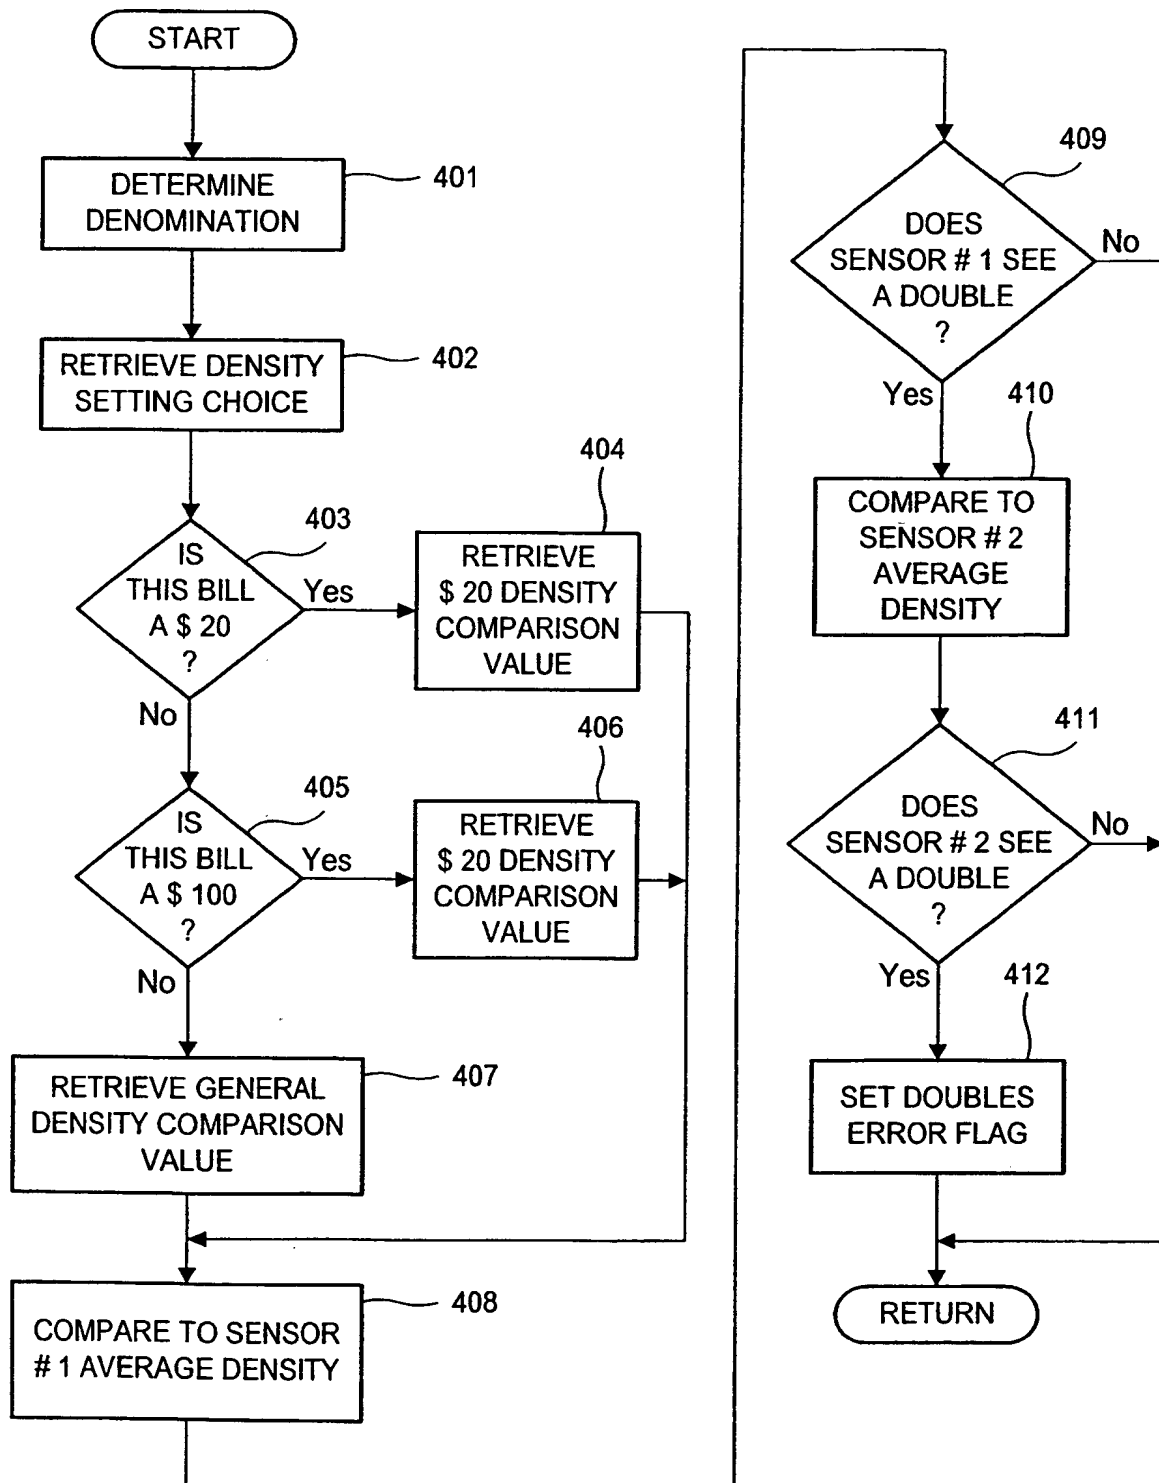 START
401
DETERMINE
DENOMINATION
402
RETRIEVE DENSITY
SETTING CHOICE
403
IS
THIS BILL
A $ 20
?
Yes
No
404
RETRIEVE
$ 20 DENSITY
COMPARISON
VALUE
405
IS
THIS BILL
A $ 100
?
Yes
No
406
RETRIEVE
$ 20 DENSITY
COMPARISON
VALUE
407
RETRIEVE GENERAL
DENSITY COMPARISON
VALUE
408
COMPARE TO SENSOR
# 1 AVERAGE DENSITY
409
DOES
SENSOR # 1 SEE
A DOUBLE
?
No
Yes
410
COMPARE TO
SENSOR # 2
AVERAGE
DENSITY
411
DOES
SENSOR # 2 SEE
A DOUBLE
?
No
Yes
412
SET DOUBLES
ERROR FLAG
RETURN